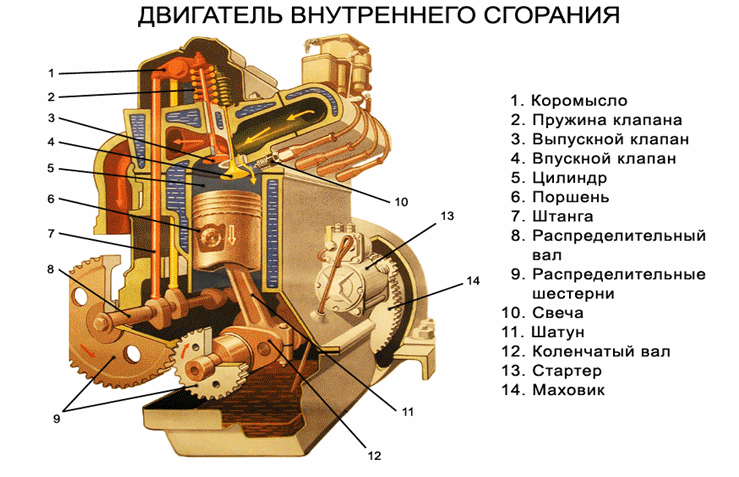 ДВИГАТЕЛЬ ВНУТРЕННЕГО СГОРАНИЯ
1
2
3
4
5
6
7
8
9
10
13
14
11
12
1. Коромысло
2. Пружина клапана
3. Выпускной клапан
4. Впускной клапан
5. Цилиндр
6. Поршень
7. Штанга
8. Распределительный
вал
9. Распределительные
шестерни
10. Свеча
11. Шатун
12. Коленчатый вал
13. Стартер
14. Маховик